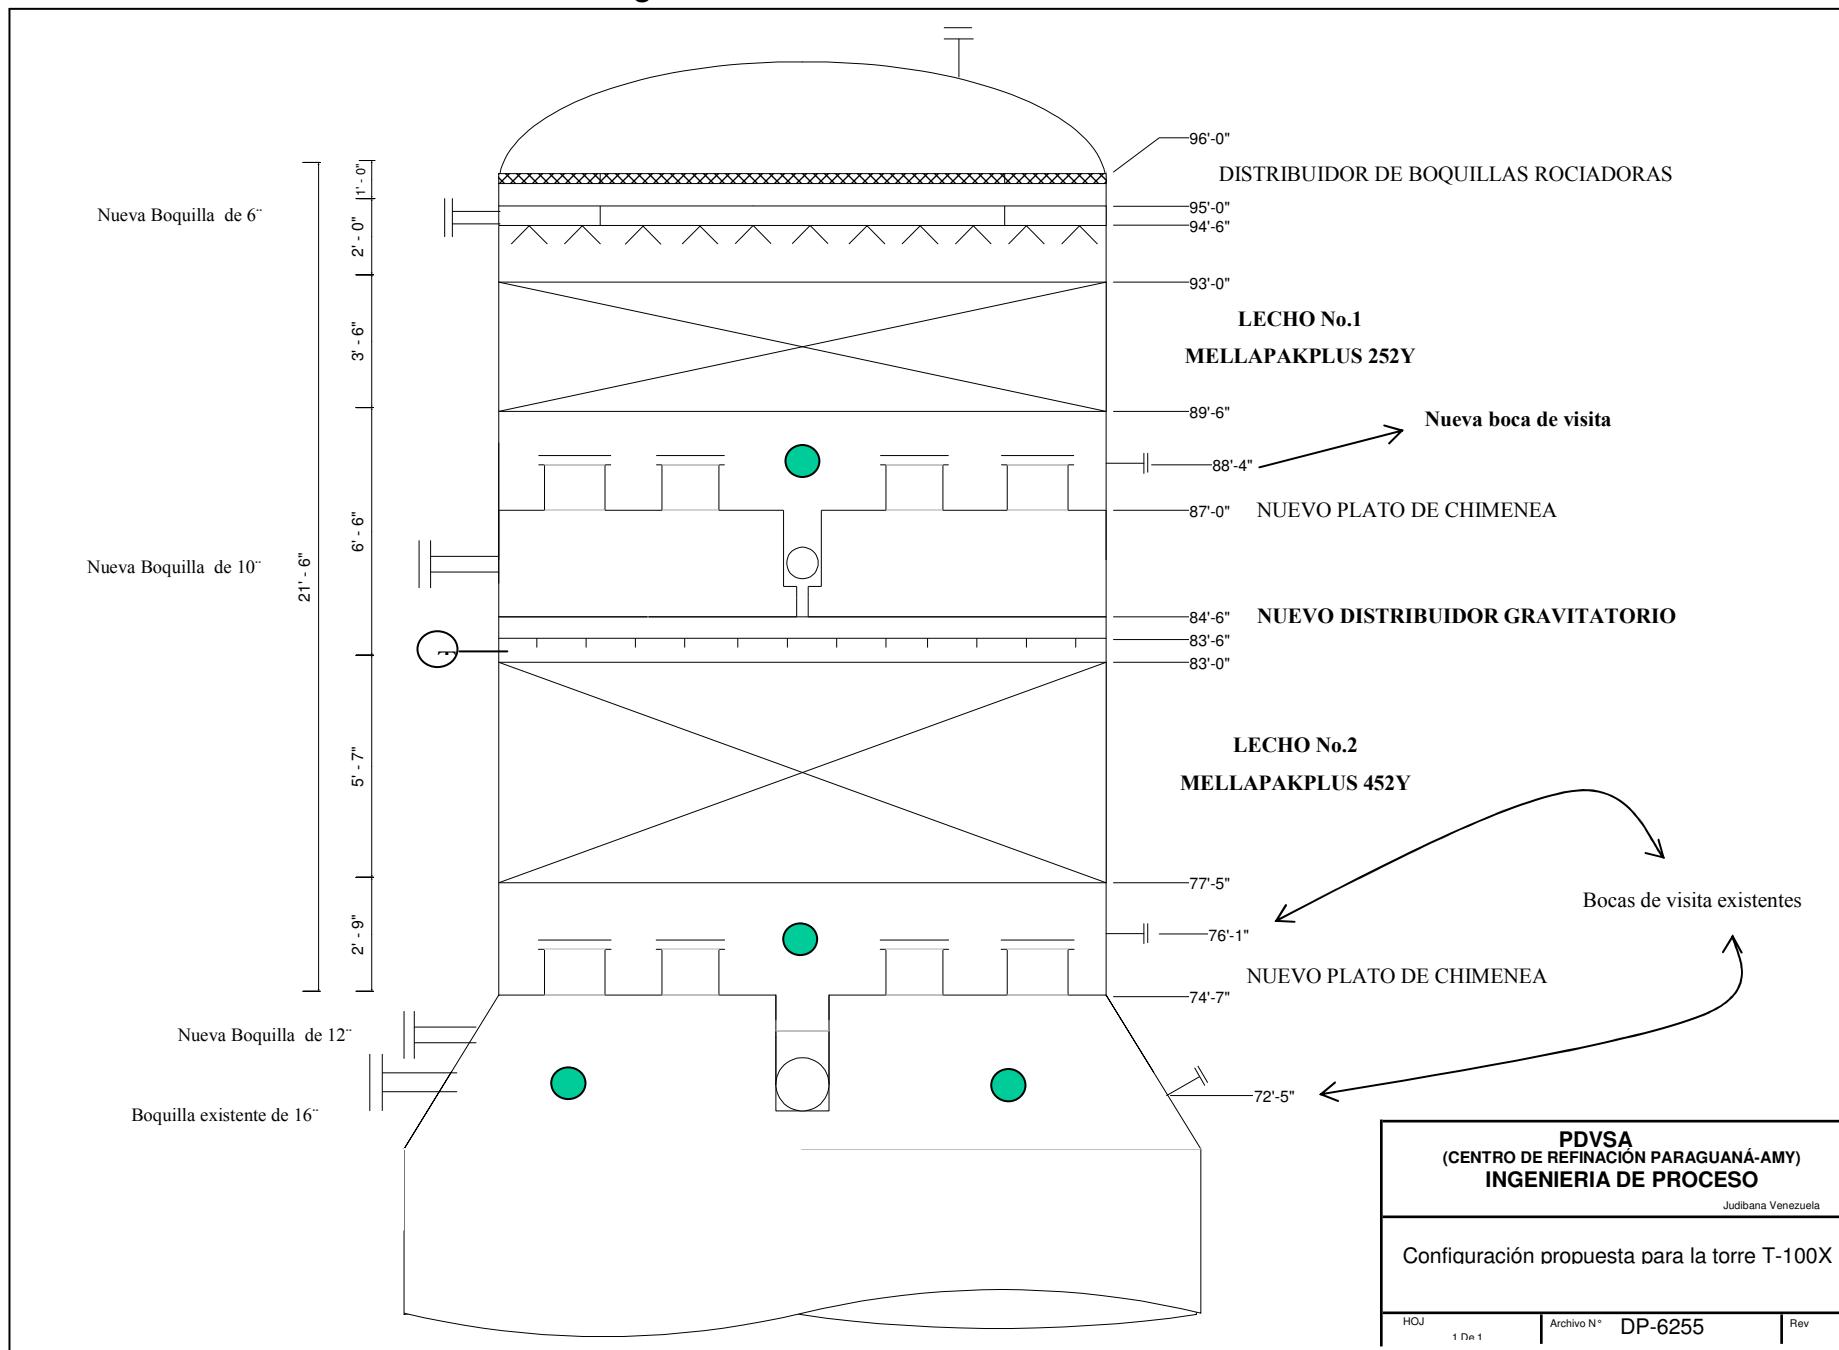 96'-0"
DISTRIBUIDOR DE BOQUILLAS ROCIADORAS
1' - 0"
Nueva Boquilla de 6¨
95'-0"
94'-6"
2' - 0"
93'-0"
LECHO No.1
MELLAPAKPLUS 252Y
3' - 6"
89'-6"
Nueva boca de visita
88'-4"
87'-0"
NUEVO PLATO DE CHIMENEA
6' - 6"
Nueva Boquilla de 10¨
21' - 6"
84'-6"
NUEVO DISTRIBUIDOR GRAVITATORIO
83'-6"
83'-0"
LECHO No.2
MELLAPAKPLUS 452Y
5' - 7"
77'-5"
Bocas de visita existentes
76'-1"
2' - 9"
NUEVO PLATO DE CHIMENEA
74'-7"
Nueva Boquilla de 12¨
72'-5"
Boquilla existente de 16¨
PDVSA
(CENTRO DE REFINACIÓN PARAGUANÁ-AMY)
INGENIERIA DE PROCESO
Judibana Venezuela
Configuración propuesta para la torre T-100X
HOJ
1 De 1
Archivo N° DP-6255
Rev